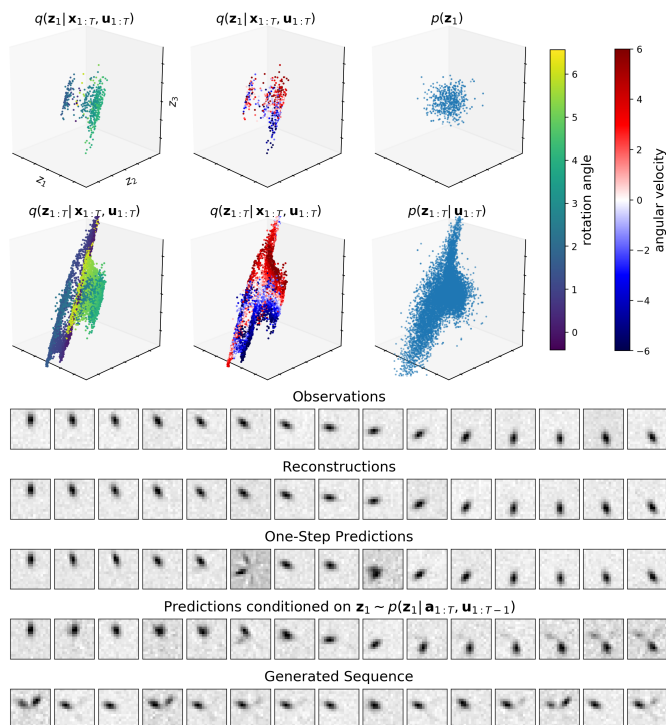 q(z₁| x₁:T, u₁:T)
q(z₁| x₁:T, u₁:T)
p(z₁)
z₁
z₂
z₃
q(z₁:T| x₁:T, u₁:T)
q(z₁:T| x₁:T, u₁:T)
p(z₁:T| u₁:T)
6
5
4
3
2
1
0
rotation angle
6
4
2
0
−2
−4
−6
angular velocity
Observations
Reconstructions
One-Step Predictions
Predictions conditioned on z₁ ∼ p(z₁| a₁:T, u₁:T−1)
Generated Sequence